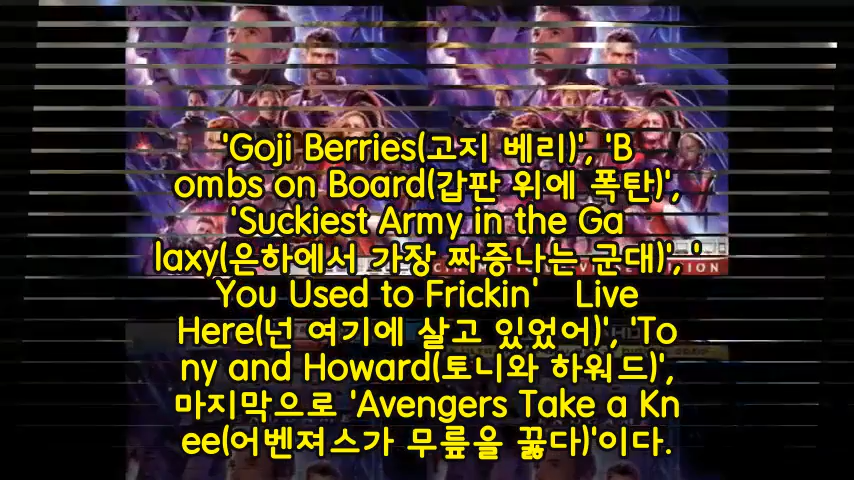 'Goji Berries(고지 베리)', 'B
ombs on Board(갑판 위에 폭탄)',
'Suckiest Army in the Ga
laxy(은하에서 가장 짜증나는 군대)', '
You Used to Frickin' Live
Here(넌 여기에 살고 있었어)', 'To
ny and Howard(토니와 하워드)',
마지막으로 'Avengers Take a Kn
ee(어벤져스가 무릎을 꿇다)'이다.